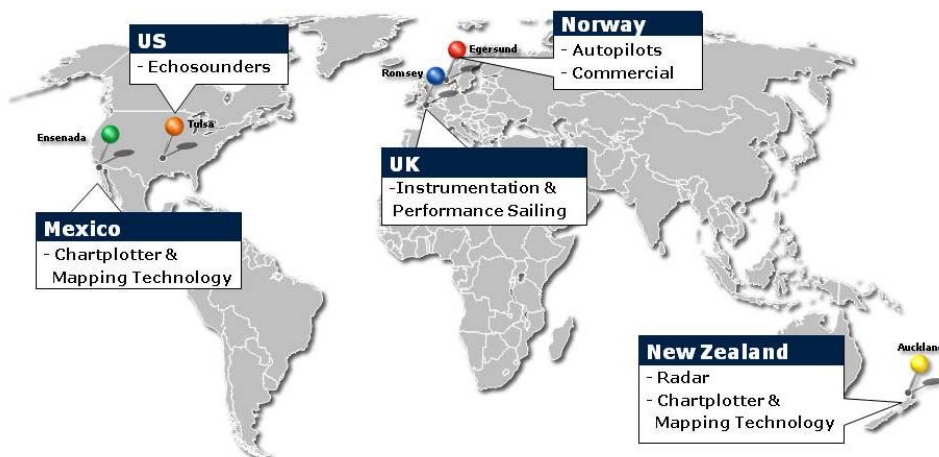 US
- Echosounders
Norway
- Autopilots
- Commercial
Egersund
Romsey
Ensenada
Tulsa
UK
-Instrumentation &
Performance Sailing
Mexico
- Chartplotter &
Mapping Technology
New Zealand
- Radar
- Chartplotter &
Mapping Technology
Auckland